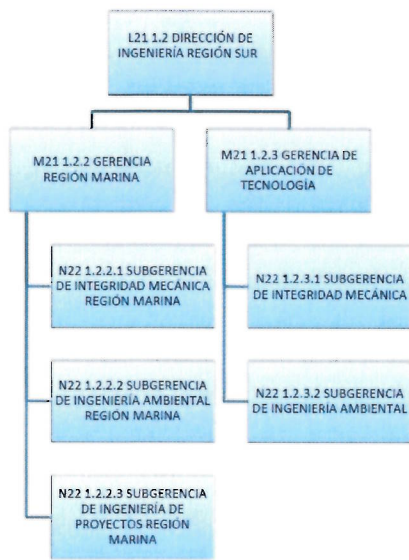 L21 1.2 DIRECCIÓN DE
INGENIERÍA REGIÓN SUR
M21 1.2.2 GERENCIA
REGIÓN MARINA
M21 1.2.3 GERENCIA DE
APLICACIÓN DE
TECNOLOGÍA
N22 1.2.2.1 SUBGERENCIA
DE INTEGRIDAD MECÁNICA
REGIÓN MARINA
N22 1.2.3.1 SUBGERENCIA
DE INTEGRIDAD MECÁNICA
N22 1.2.2.2 SUBGERENCIA
DE INGENIERÍA AMBIENTAL
REGIÓN MARINA
N22 1.2.3.2 SUBGERENCIA
DE INGENIERÍA AMBIENTAL
N22 1.2.2.3 SUBGERENCIA
DE INGENIERÍA DE
PROYECTOS REGIÓN
MARINA